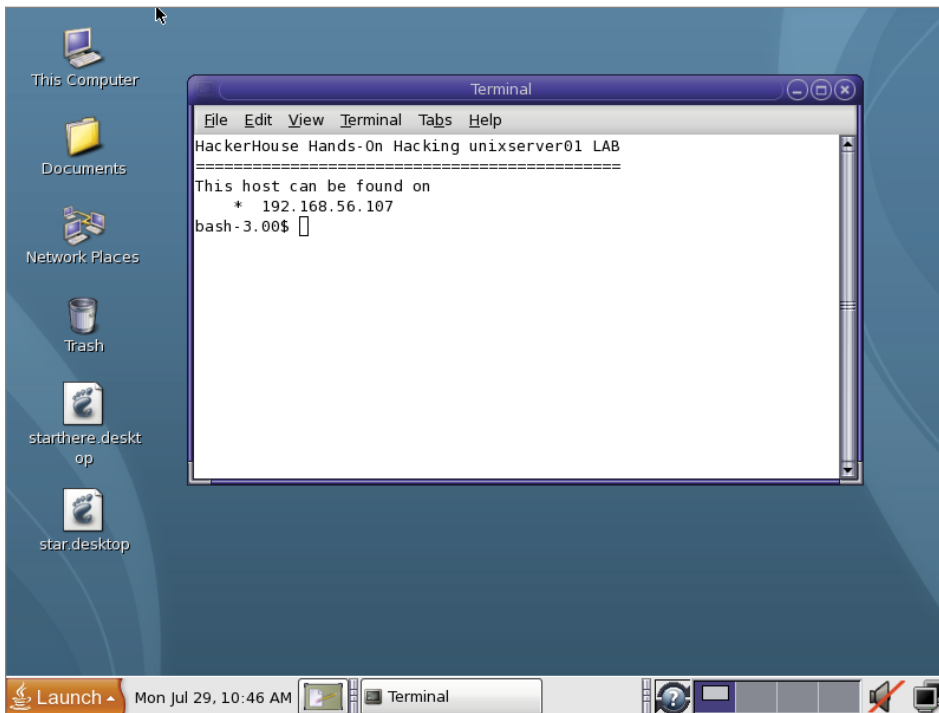 This Computer
Documents
Network Places
Trash
starthere.deskt
op
star.desktop
Terminal
File Edit View Terminal Tabs Help
HackerHouse Hands-On Hacking unixserver01 LAB
=============================================
This host can be found on
    *  192.168.56.107
bash-3.00$
Launch Mon Jul 29, 10:46 AM Terminal